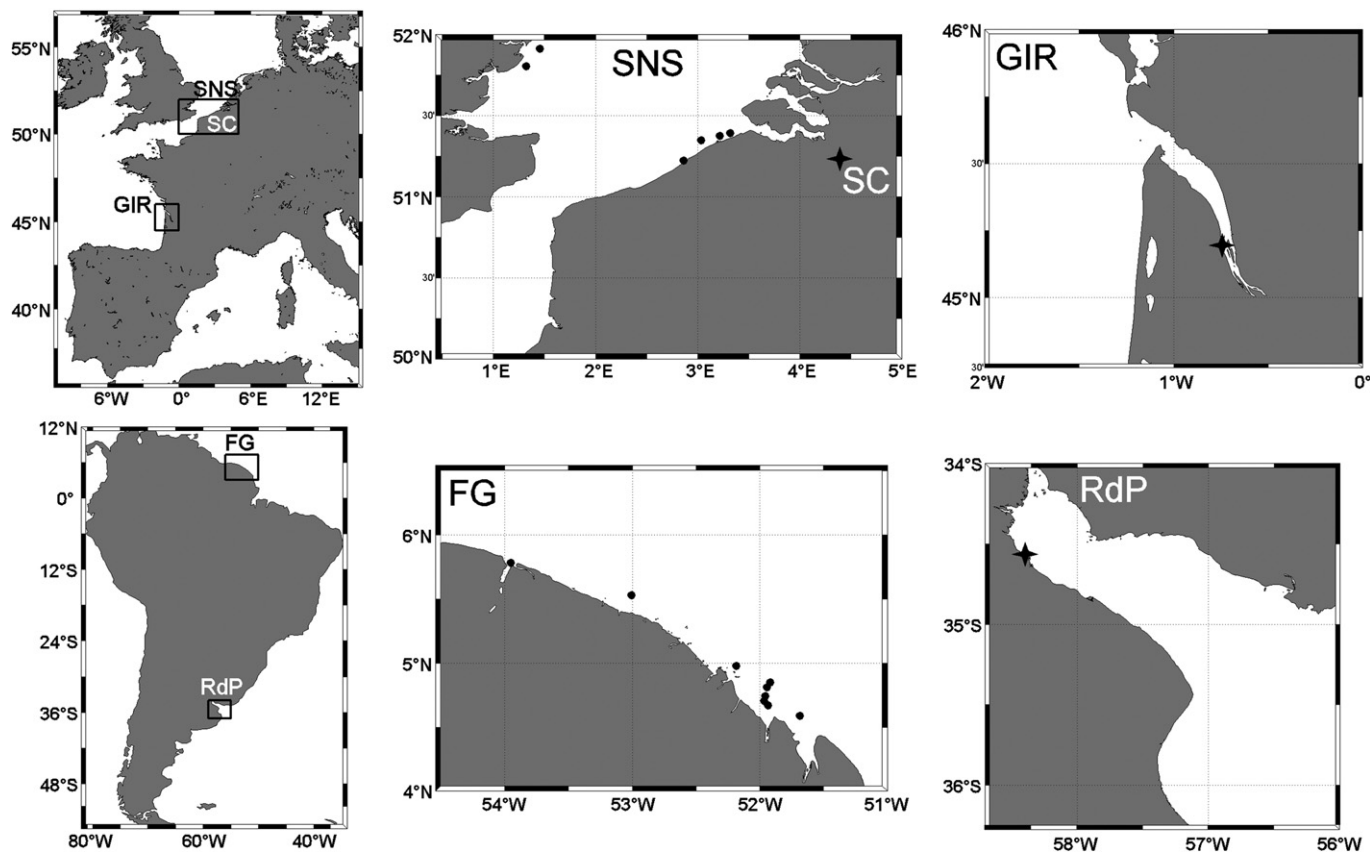 55°N
50°N
45°N
40°N
6°W 0° 6°E 12°E
SNS
SC
GIR
52°N
30'
51°N
30'
50°N
1°E 2°E 3°E 4°E 5°E
SNS
SC
46°N
30'
45°N
30'
2°W 1°W 0°
GIR
12°N
0°
12°S
24°S
36°S
48°S
80°W 60°W 40°W
FG
RdP
6°N
5°N
4°N
54°W 53°W 52°W 51°W
FG
34°S
35°S
36°S
58°W 57°W 56°W
RdP